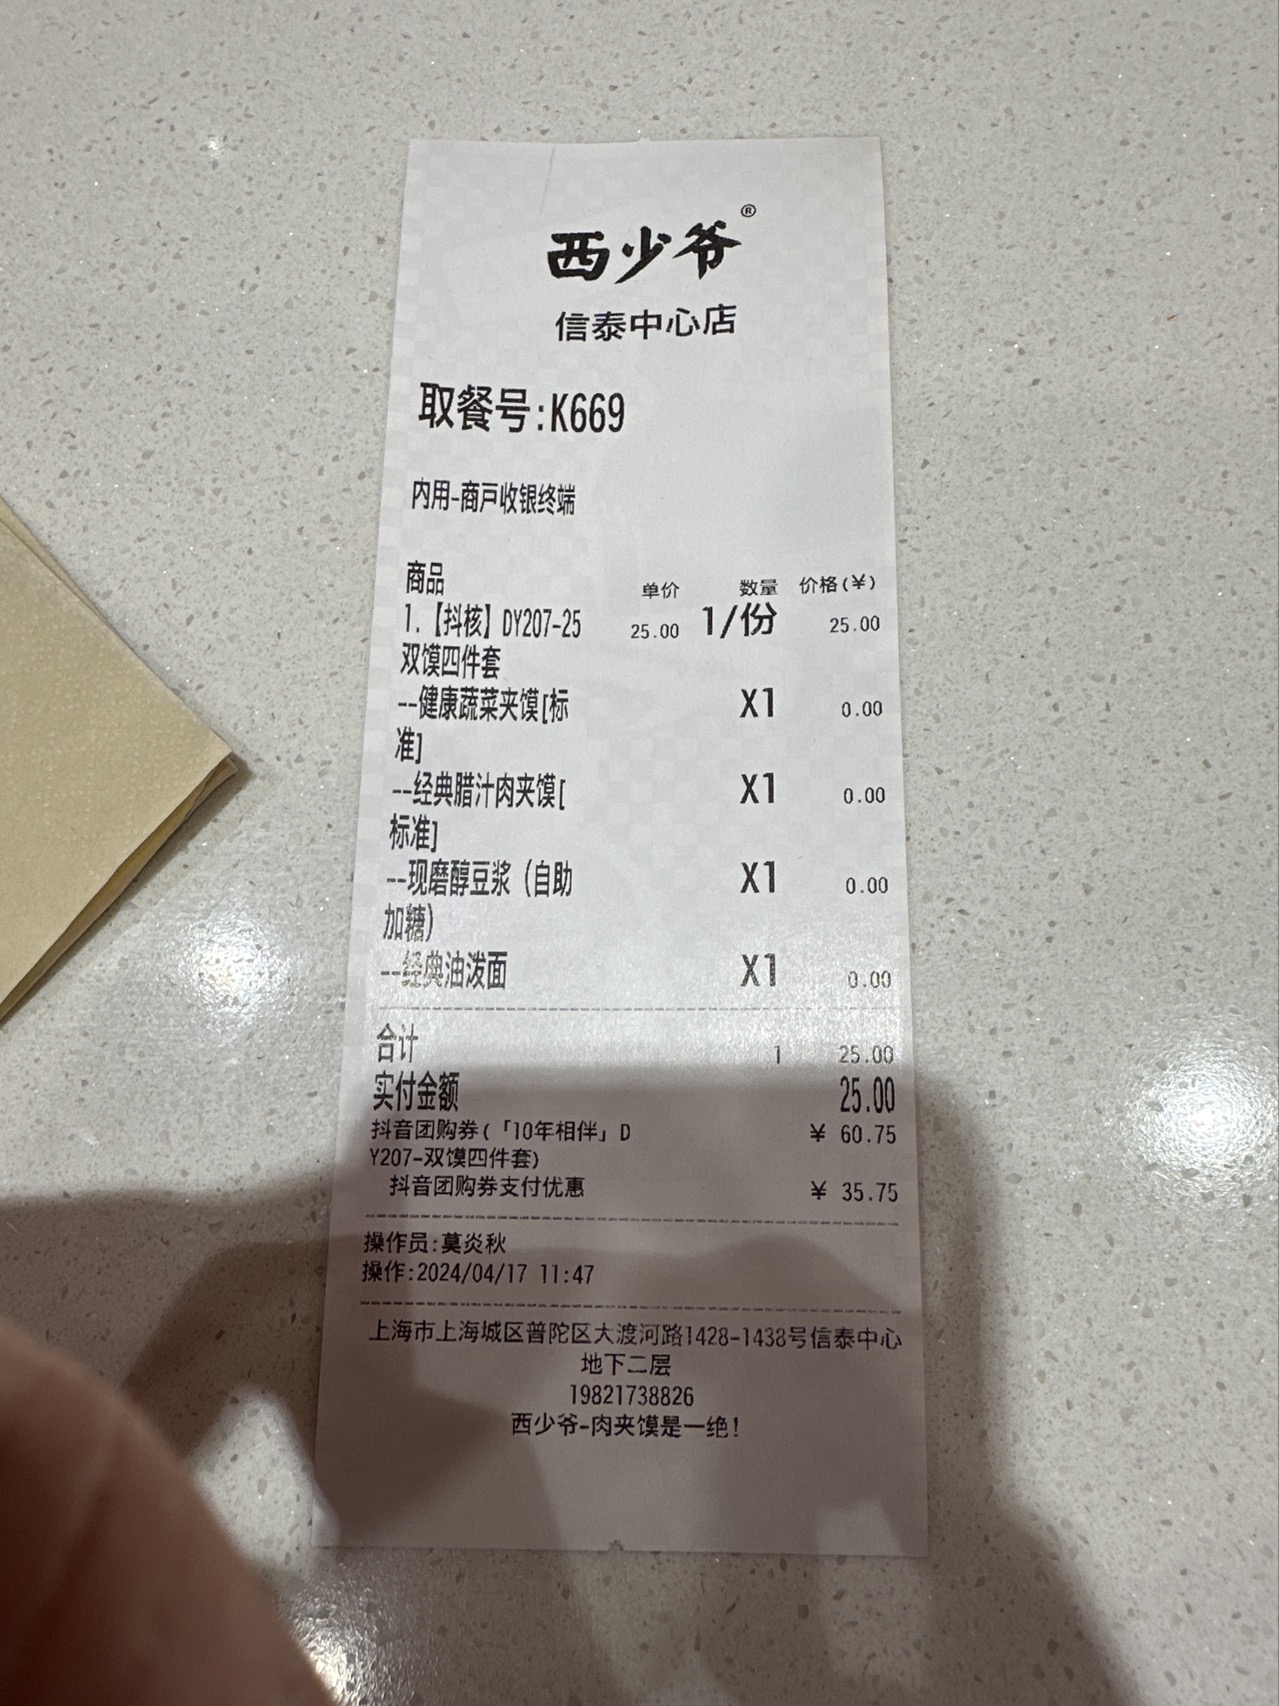 西少爷®
信泰中心店
取餐号:K669
内用-商戸收银终端
商品 单价 数量 价格(¥)
1.【抖核】DY207-25 25.00 1/份 25.00
双馍四件套
--健康蔬菜夹馍[标 X1 0.00
准]
--经典腊汁肉夹馍[ X1 0.00
标准]
--现磨醇豆浆（自助 X1 0.00
加糖）
--经典油泼面 X1 0.00
合计 1 25.00
实付金额 25.00
抖音团购券(「10年相伴」D ¥ 60.75
Y207-双馍四件套)
抖音团购券支付优惠 ¥ 35.75
操作员:莫炎秋
操作:2024/04/17 11:47
上海市上海城区普陀区大渡河路1428-1438号信泰中心
地下二层
19821738826
西少爷-肉夹馍是一绝!